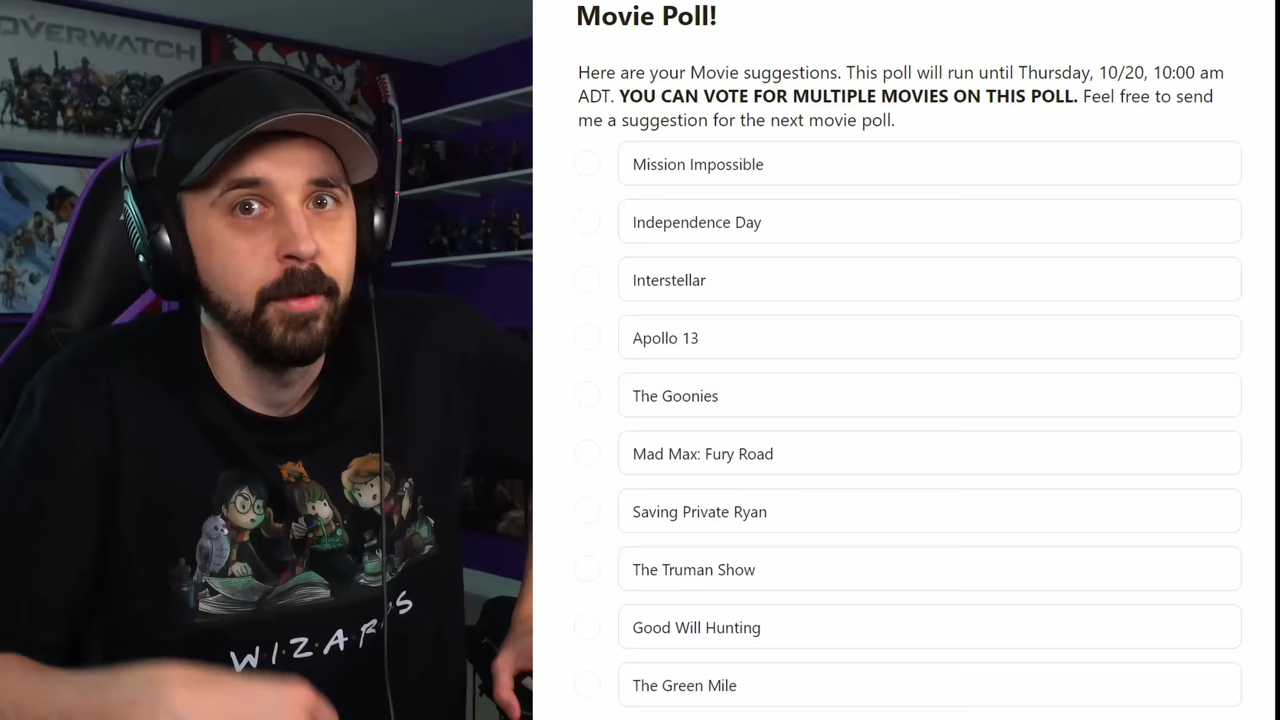 OVERWATCH
W.I.Z.A.R.D.S
Movie Poll!
Here are your Movie suggestions. This poll will run until Thursday, 10/20, 10:00 am
ADT. YOU CAN VOTE FOR MULTIPLE MOVIES ON THIS POLL. Feel free to send
me a suggestion for the next movie poll.
Mission Impossible
Independence Day
Interstellar
Apollo 13
The Goonies
Mad Max: Fury Road
Saving Private Ryan
The Truman Show
Good Will Hunting
The Green Mile